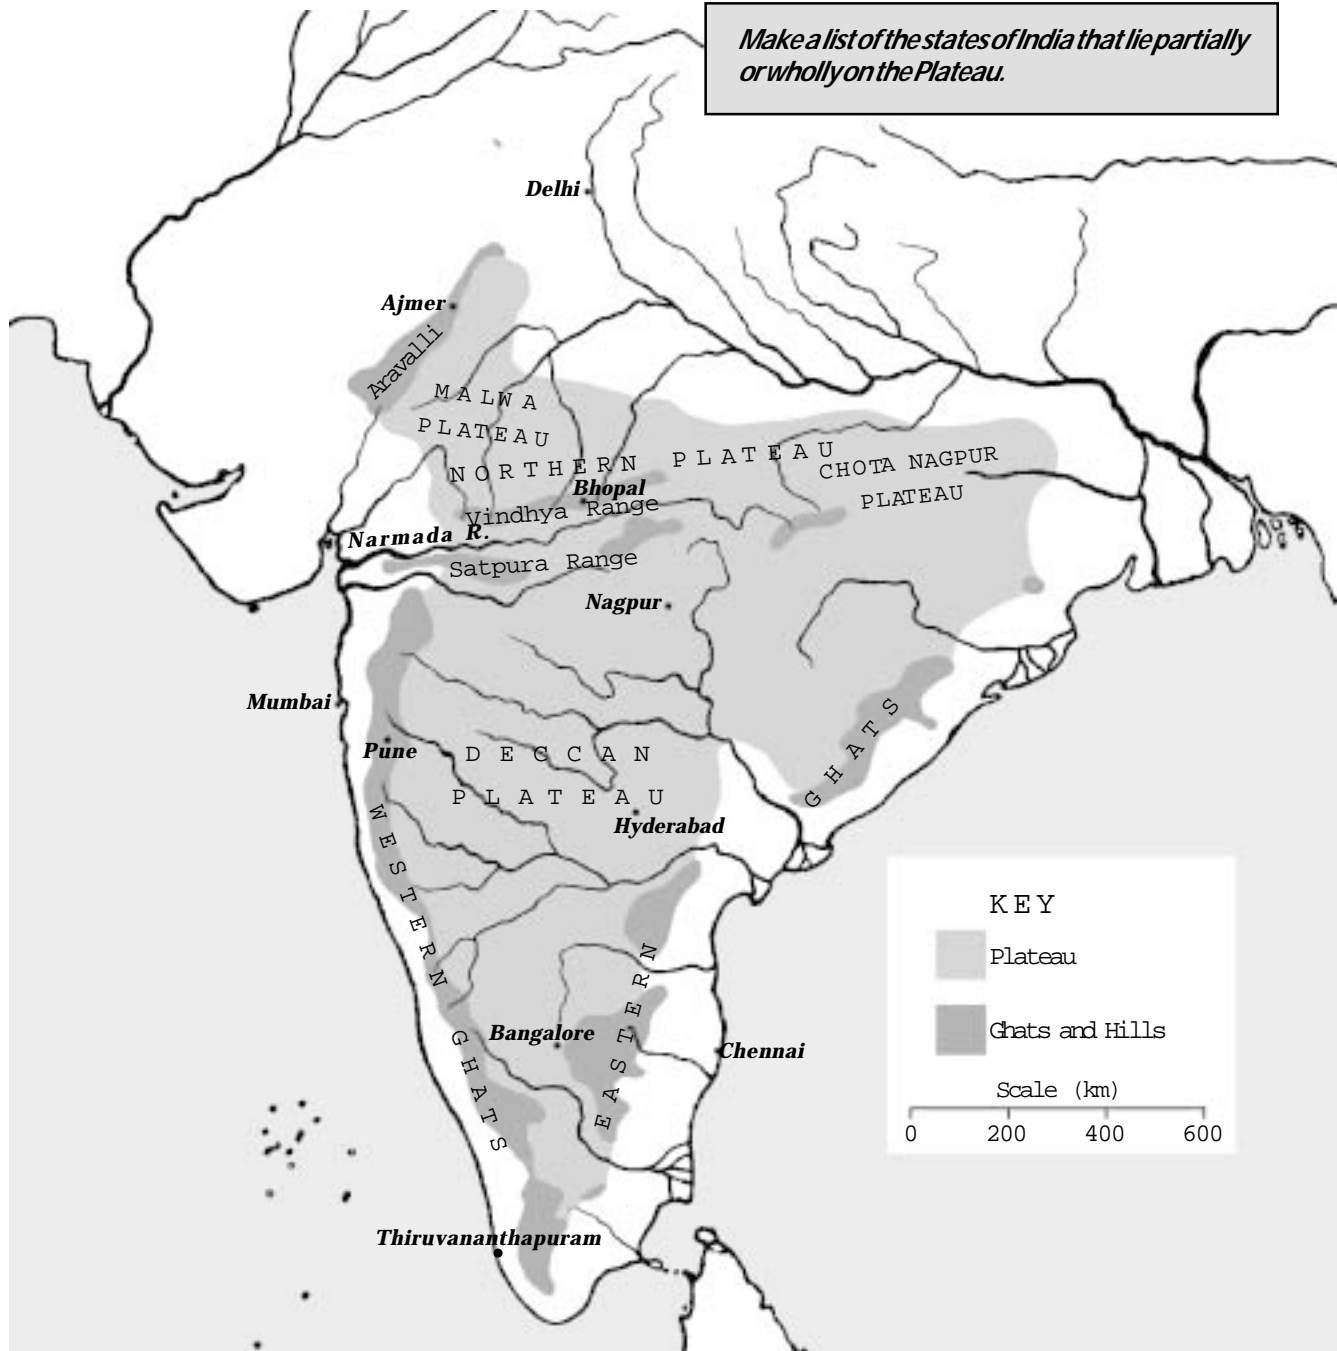 Make a list of the states of India that lie partially
or wholly on the Plateau.
Delhi
Ajmer
Aravalli
MALWA
PLATEAU
NORTHERN PLATEAU
CHOTA NAGPUR
PLATEAU
Bhopal
Vindhya Range
Narmada R.
Satpura Range
Nagpur
Mumbai
Pune
DECCAN
PLATEAU
Hyderabad
GHATS
WESTERN GHATS
EASTERN
Bangalore
Chennai
Thiruvananthapuram
KEY
Plateau
Ghats and Hills
Scale (km)
0 200 400 600